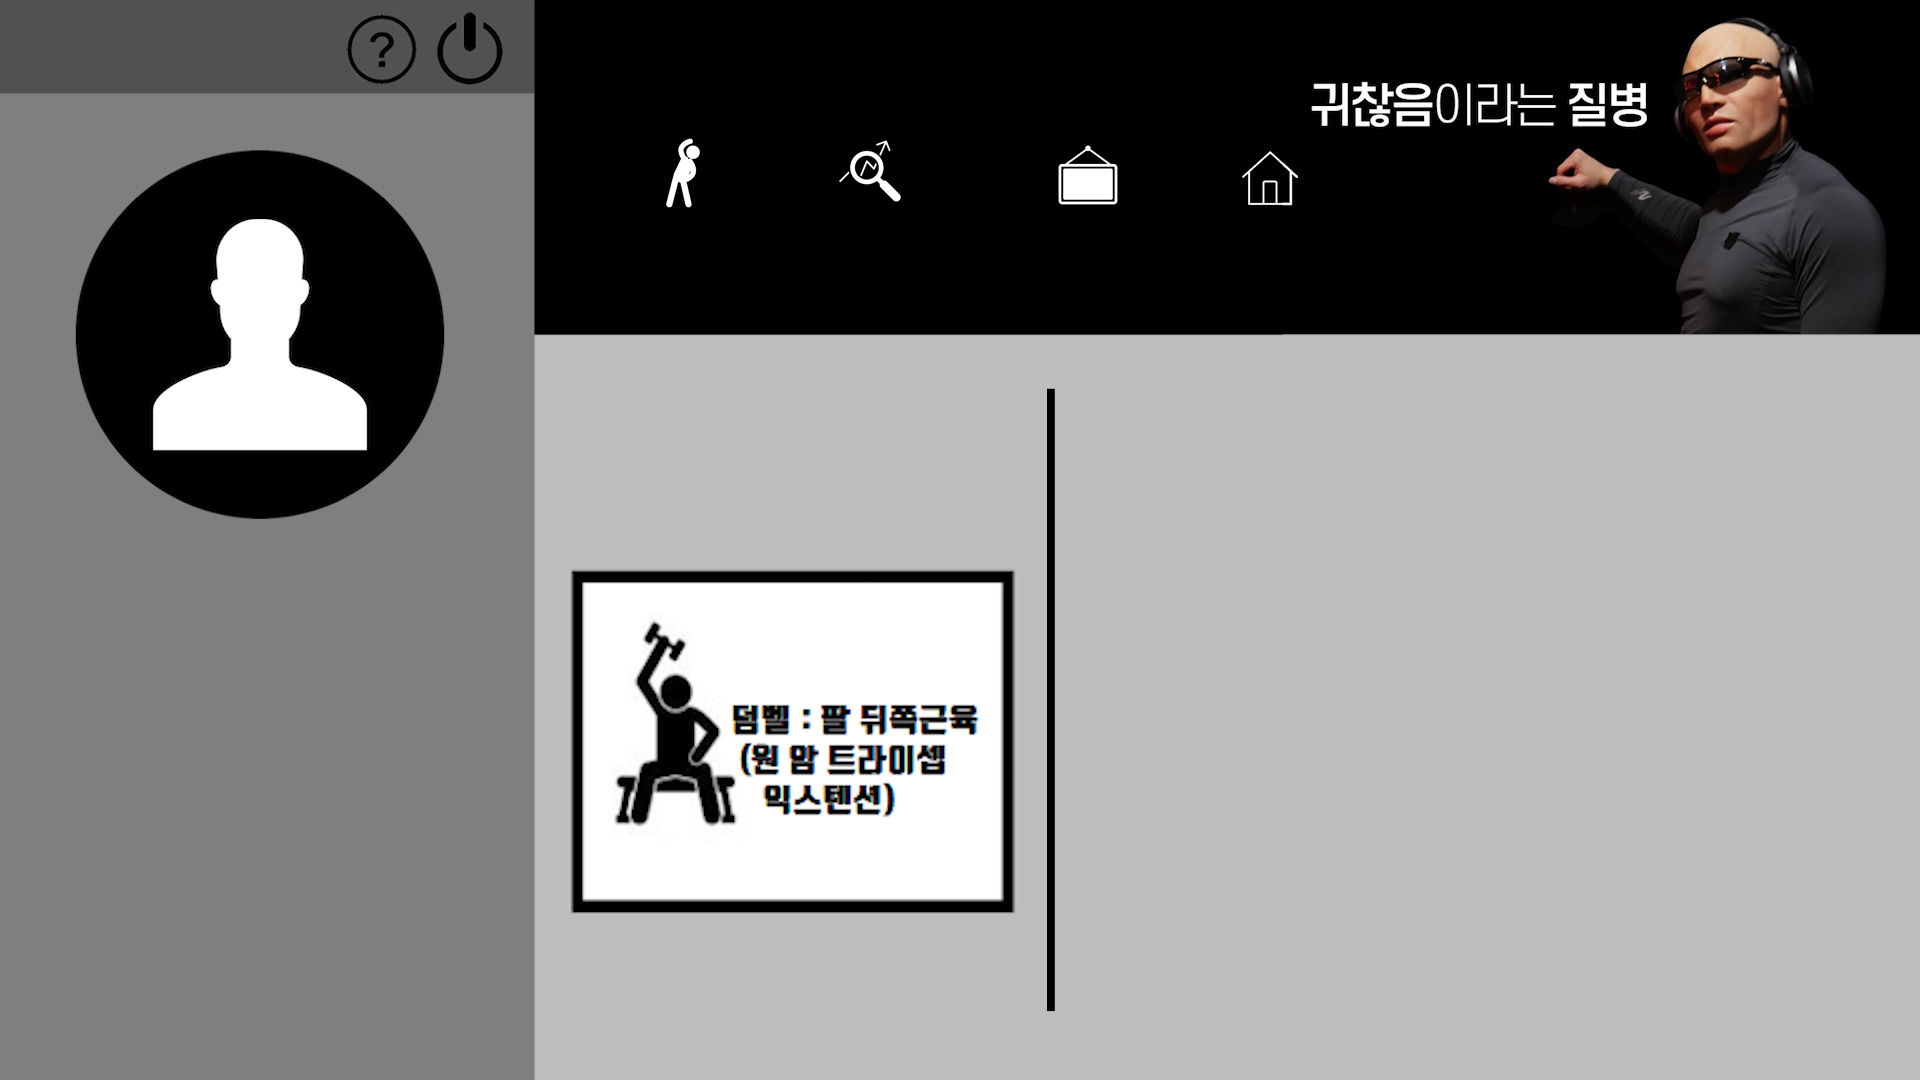 ?
귀찮음이라는 질병
덤벨 : 팔 뒤쪽근육
(원 암 트라이셉
익스텐션)